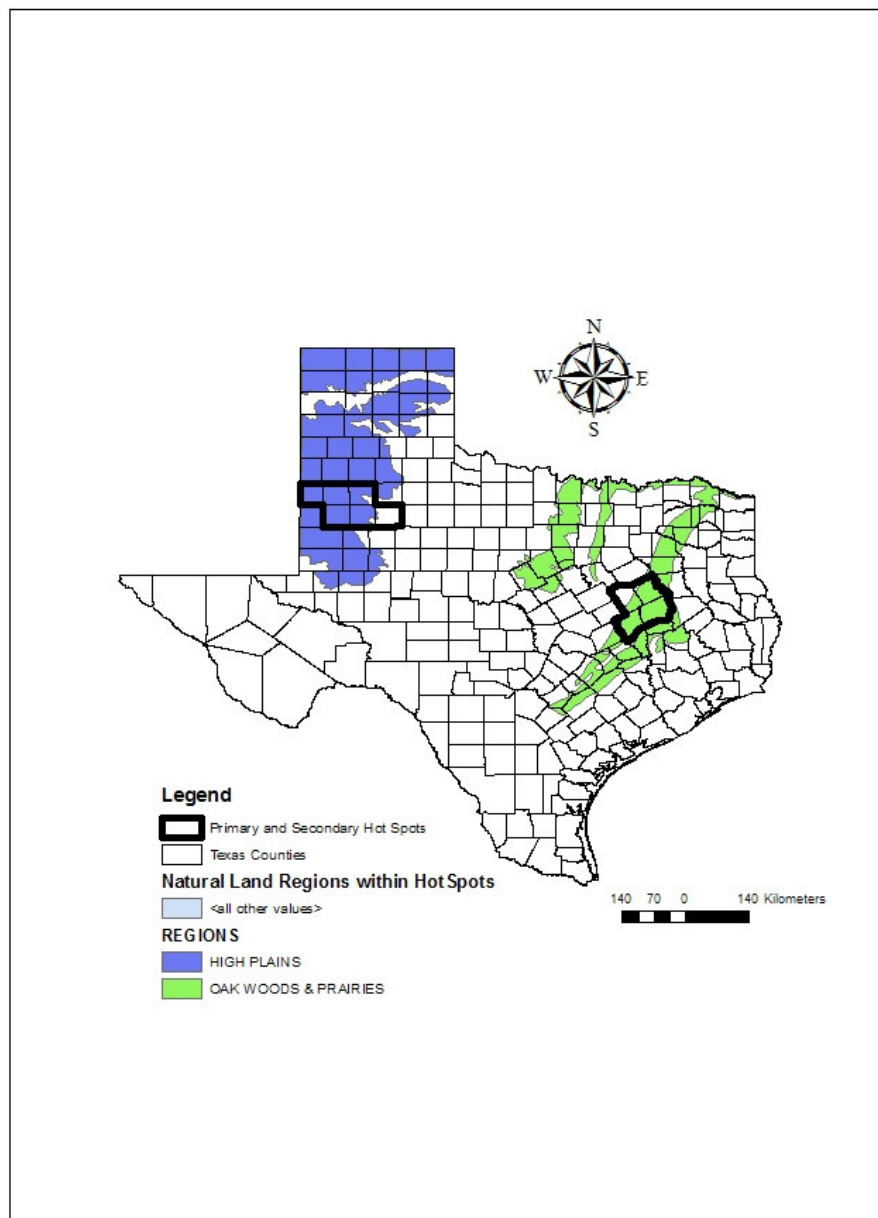 N
W E
S
Legend
Primary and Secondary Hot Spots
Texas Counties
Natural Land Regions within HotSpots
<all other values>
REGIONS
HIGH PLAINS
OAK WOODS & PRAIRIES
140 70 0 140 Kilometers